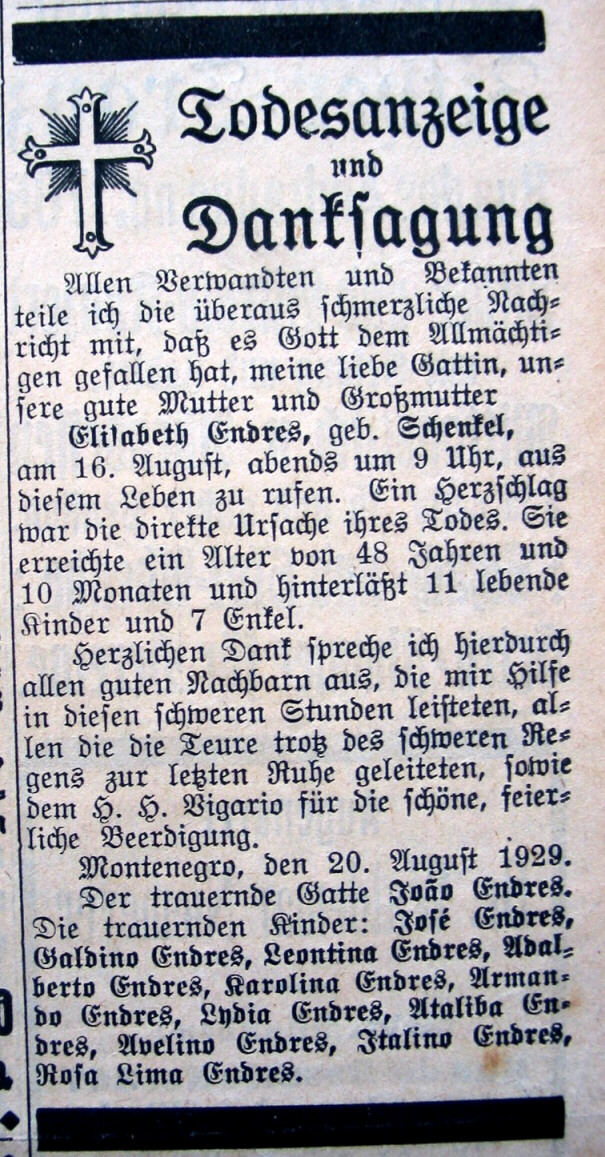 Todesanzeige
und
Danksagung
Allen Verwandten und Bekannten
teile ich die überaus schmerzliche Nach=
richt mit, daß es Gott dem Allmächti=
gen gefallen hat, meine liebe Gattin, un=
sere gute Mutter und Großmutter
Elisabeth Endres, geb. Schenkel,
am 16. August, abends um 9 Uhr, aus
diesem Leben zu rufen. Ein Herzschlag
war die direkte Ursache ihres Todes. Sie
erreichte ein Alter von 48 Jahren und
10 Monaten und hinterläßt 11 lebende
Kinder und 7 Enkel.
Herzlichen Dank spreche ich hierdurch
allen guten Nachbarn aus, die mir Hilfe
in diesen schweren Stunden leisteten, al=
len die die Teure trotz des schweren Re=
gens zur letzten Ruhe geleiteten, sowie
dem H. H. Vigario für die schöne, feier=
liche Beerdigung.
Montenegro, den 20. August 1929.
Der trauernde Gatte João Endres.
Die trauernden Kinder: José Endres,
Galdino Endres, Leontina Endres, Adal=
berto Endres, Karolina Endres, Arman=
do Endres, Lydia Endres, Ataliba En=
dres, Avelino Endres, Italino Endres,
Rosa Lima Endres.